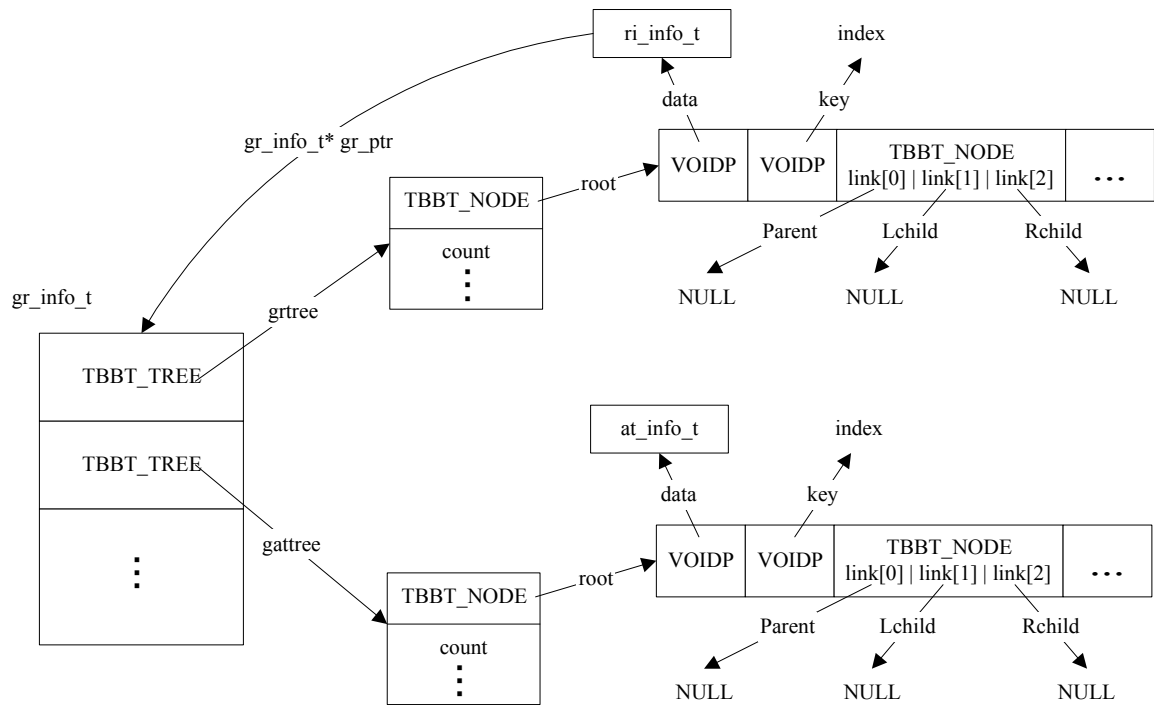 ri_info_t
index
data
key
gr_info_t* gr_ptr
VOIDP
VOIDP
TBBT_NODE
link[0] | link[1] | link[2]
...
root
TBBT_NODE
count
Parent
Lchild
Rchild
NULL
NULL
NULL
grtree
gr_info_t
TBBT_TREE
TBBT_TREE
at_info_t
index
data
key
gattree
VOIDP
VOIDP
TBBT_NODE
link[0] | link[1] | link[2]
...
root
TBBT_NODE
count
Parent
Lchild
Rchild
NULL
NULL
NULL